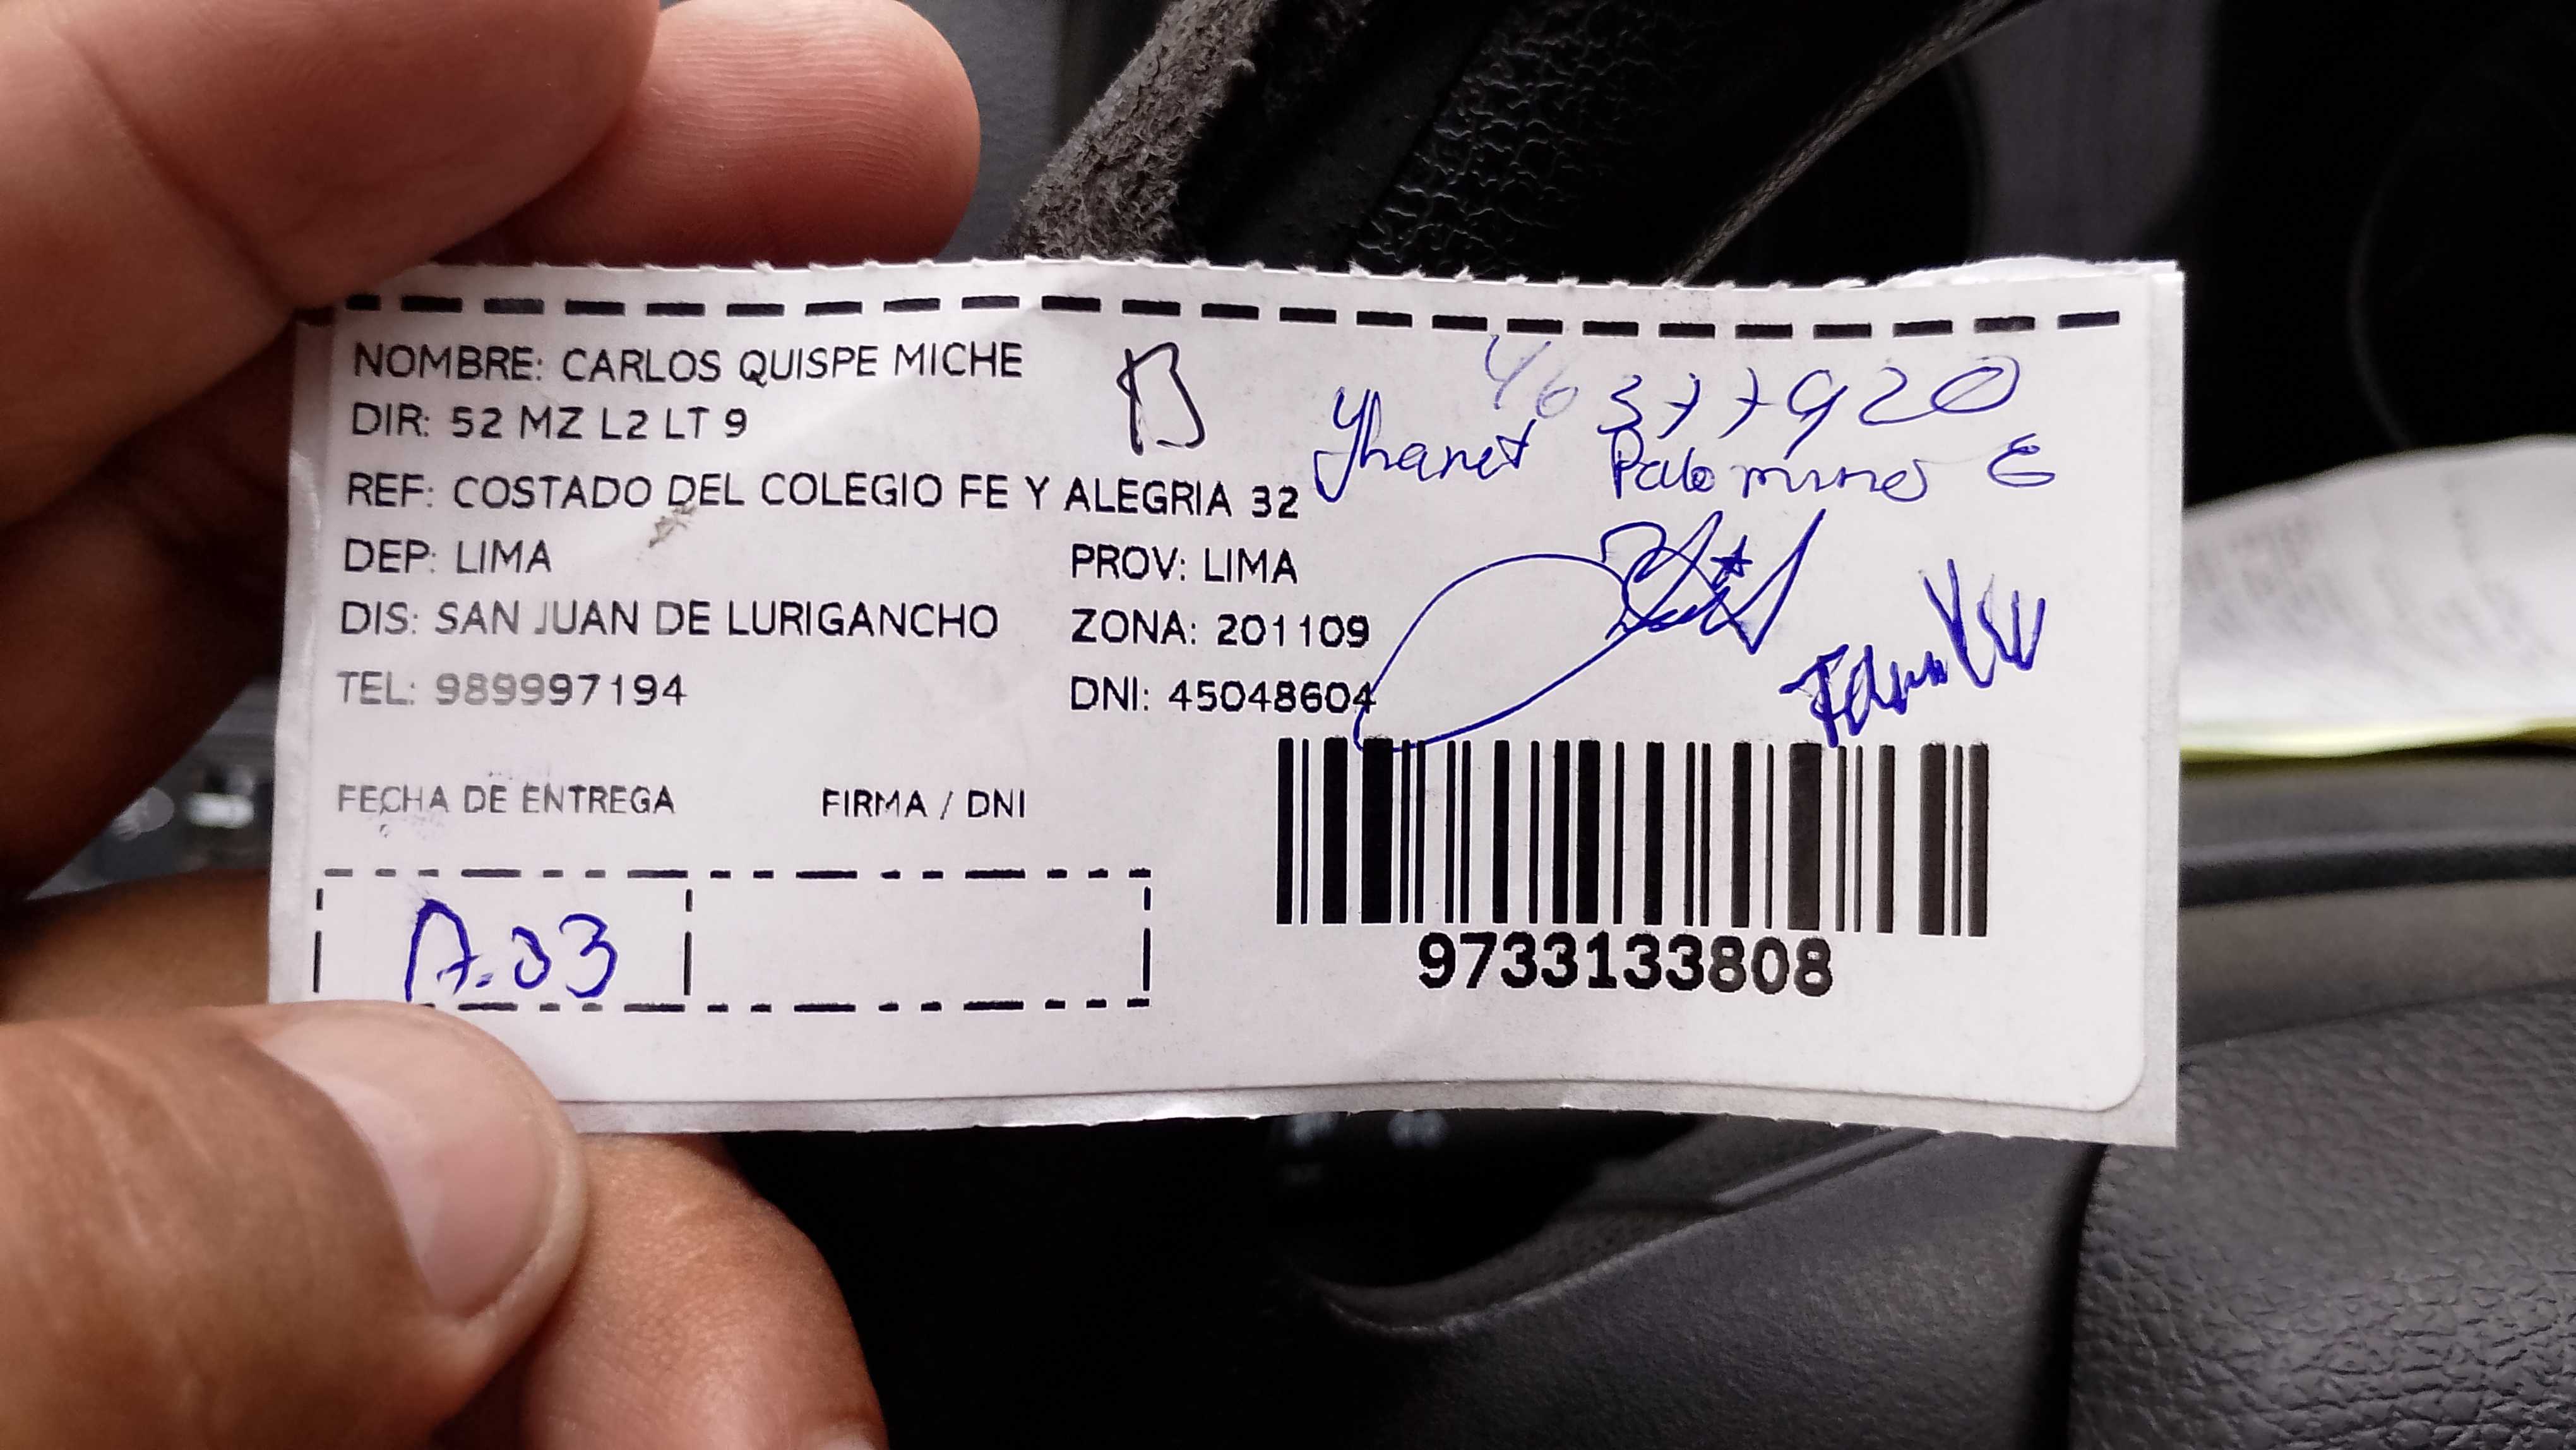 NOMBRE: CARLOS QUISPE MICHE
B
46377920
DIR: 52 MZ L2 LT 9
Yhanet Palomino E
REF: COSTADO DEL COLEGIO FE Y ALEGRIA 32
DEP: LIMA PROV: LIMA
DIS: SAN JUAN DE LURIGANCHO ZONA: 201109
TEL: 989997194 DNI: 45048604
FECHA DE ENTREGA FIRMA / DNI
A.03
9733133808